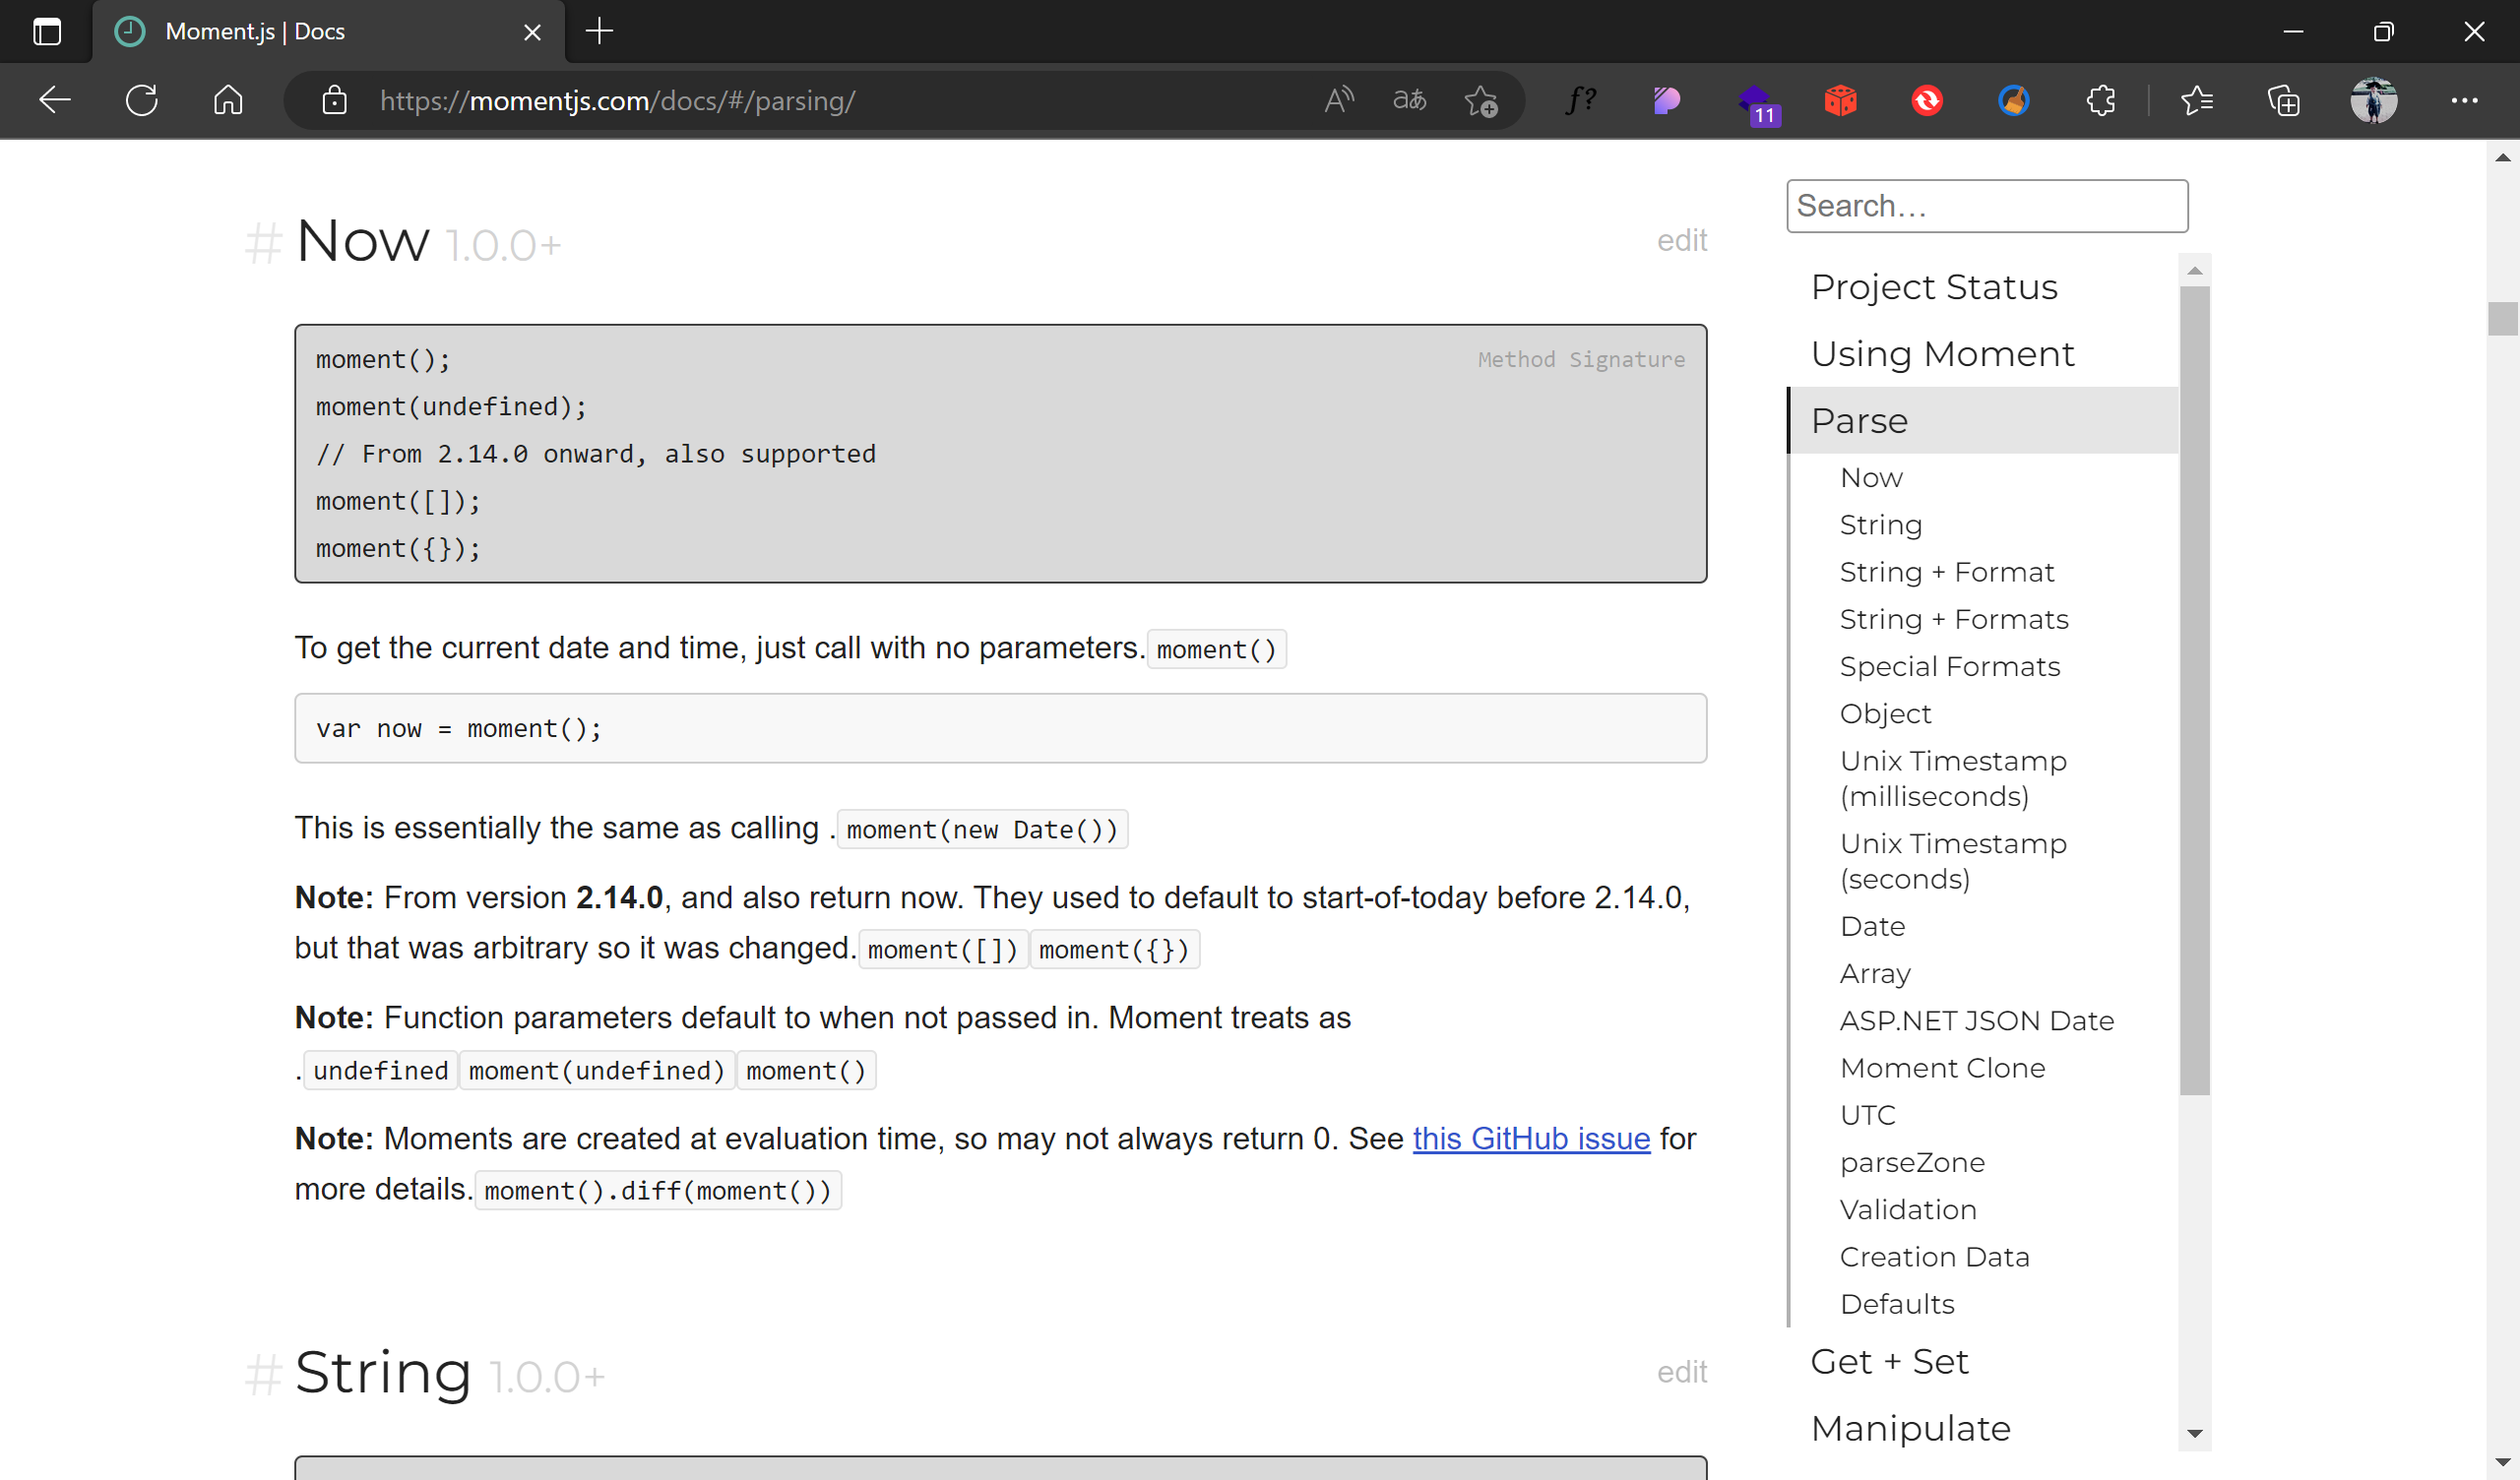 Moment.js | Docs
https://momentjs.com/docs/#/parsing/
A
aあ
f?
11
# Now 1.0.0+
edit
moment();
Method Signature
moment(undefined);
// From 2.14.0 onward, also supported
moment([]);
moment({});
To get the current date and time, just call with no parameters. moment()
var now = moment();
This is essentially the same as calling . moment(new Date())
Note: From version 2.14.0, and also return now. They used to default to start-of-today before 2.14.0,
but that was arbitrary so it was changed. moment([]) moment({})
Note: Function parameters default to when not passed in. Moment treats as
. undefined moment(undefined) moment()
Note: Moments are created at evaluation time, so may not always return 0. See this GitHub issue for
more details. moment().diff(moment())
# String 1.0.0+
edit
Search…
Project Status
Using Moment
Parse
Now
String
String + Format
String + Formats
Special Formats
Object
Unix Timestamp
(milliseconds)
Unix Timestamp
(seconds)
Date
Array
ASP.NET JSON Date
Moment Clone
UTC
parseZone
Validation
Creation Data
Defaults
Get + Set
Manipulate